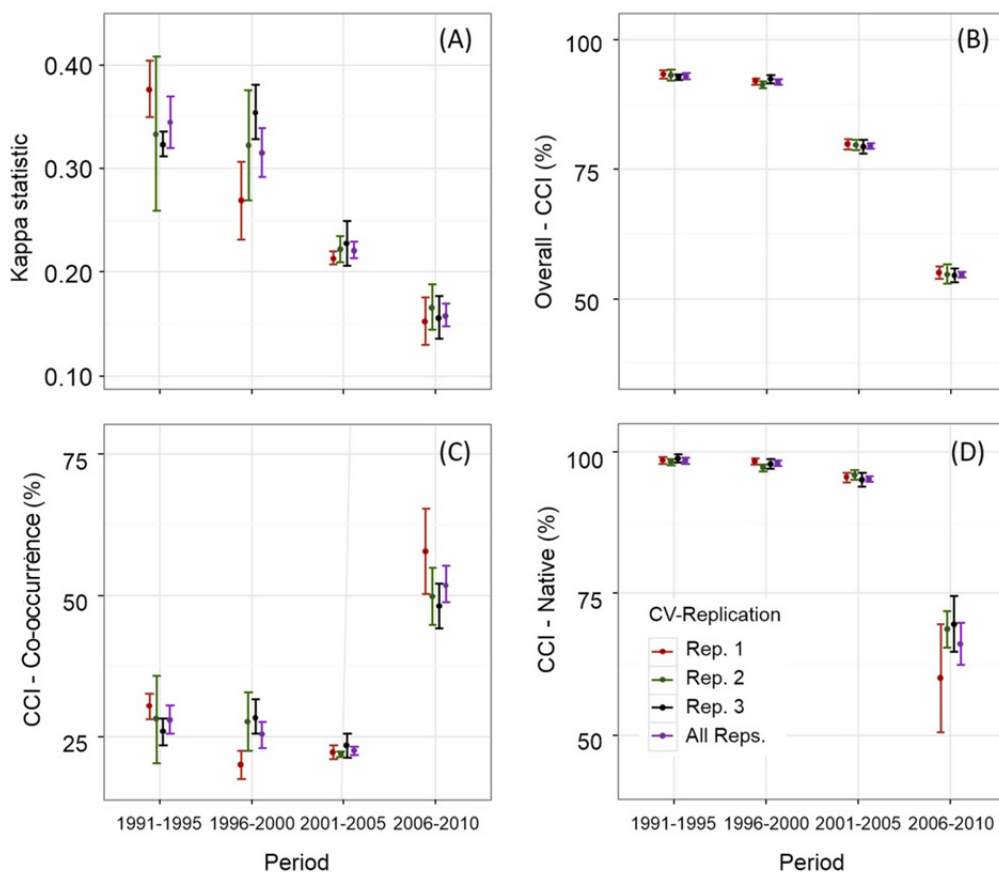 (A)
Kappa statistic
0.40
0.30
0.20
0.10
(B)
Overall - CCI (%)
100
75
50
(C)
CCI - Co-occurrence (%)
75
50
25
1991-1995 1996-2000 2001-2005 2006-2010
Period
(D)
CCI - Native (%)
100
75
50
CV-Replication
Rep. 1
Rep. 2
Rep. 3
All Reps.
1991-1995 1996-2000 2001-2005 2006-2010
Period